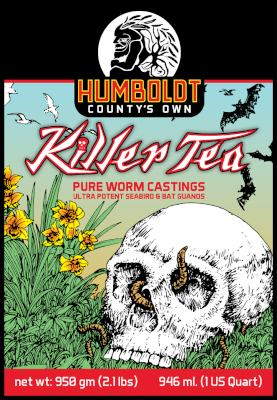 HUMBOLDT
COUNTY'S OWN
Killer Tea
PURE WORM CASTINGS
ULTRA POTENT SEABIRD & BAT GUANOS
net wt: 950 gm (2.1 lbs) 946 ml. (1 US Quart)